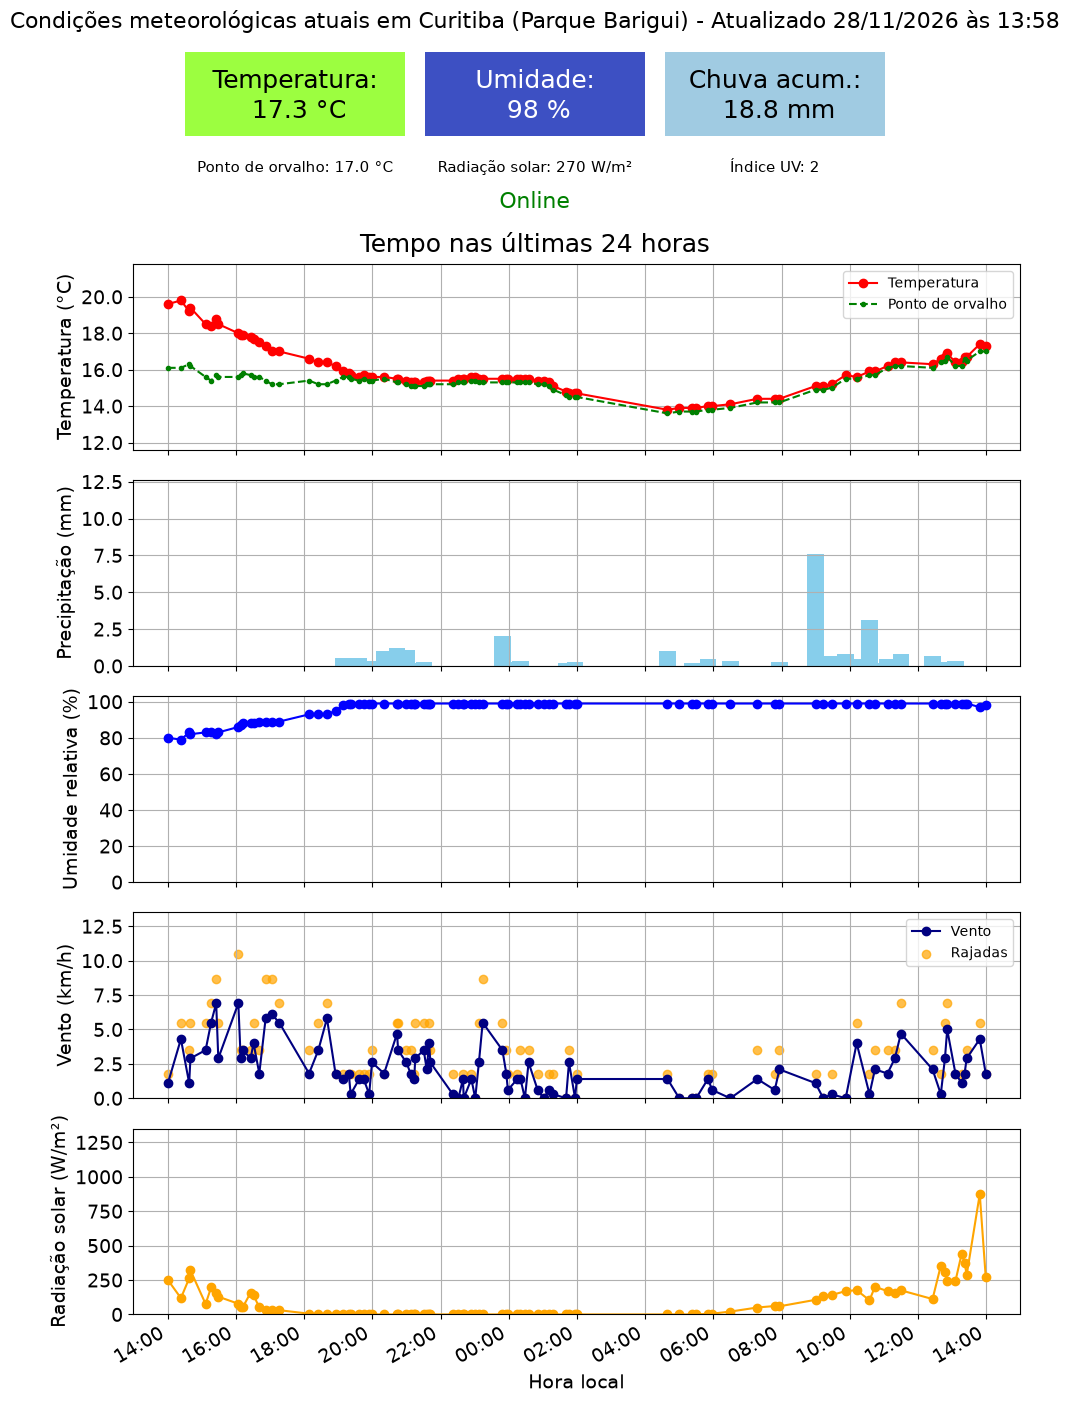 Condições meteorológicas atuais em Curitiba (Parque Barigui) - Atualizado 28/11/2026 às 13:58
Temperatura:
17.3 °C
Umidade:
98 %
Chuva acum.:
18.8 mm
Ponto de orvalho: 17.0 °C
Radiação solar: 270 W/m²
Índice UV: 2
Online
Tempo nas últimas 24 horas
Temperatura (°C)
20.0
18.0
16.0
14.0
12.0
Temperatura
Ponto de orvalho
Precipitação (mm)
12.5
10.0
7.5
5.0
2.5
0.0
Umidade relativa (%)
100
80
60
40
20
0
Vento (km/h)
12.5
10.0
7.5
5.0
2.5
0.0
Vento
Rajadas
Radiação solar (W/m²)
1250
1000
750
500
250
0
14:00
16:00
18:00
20:00
22:00
00:00
02:00
04:00
06:00
08:00
10:00
12:00
14:00
Hora local